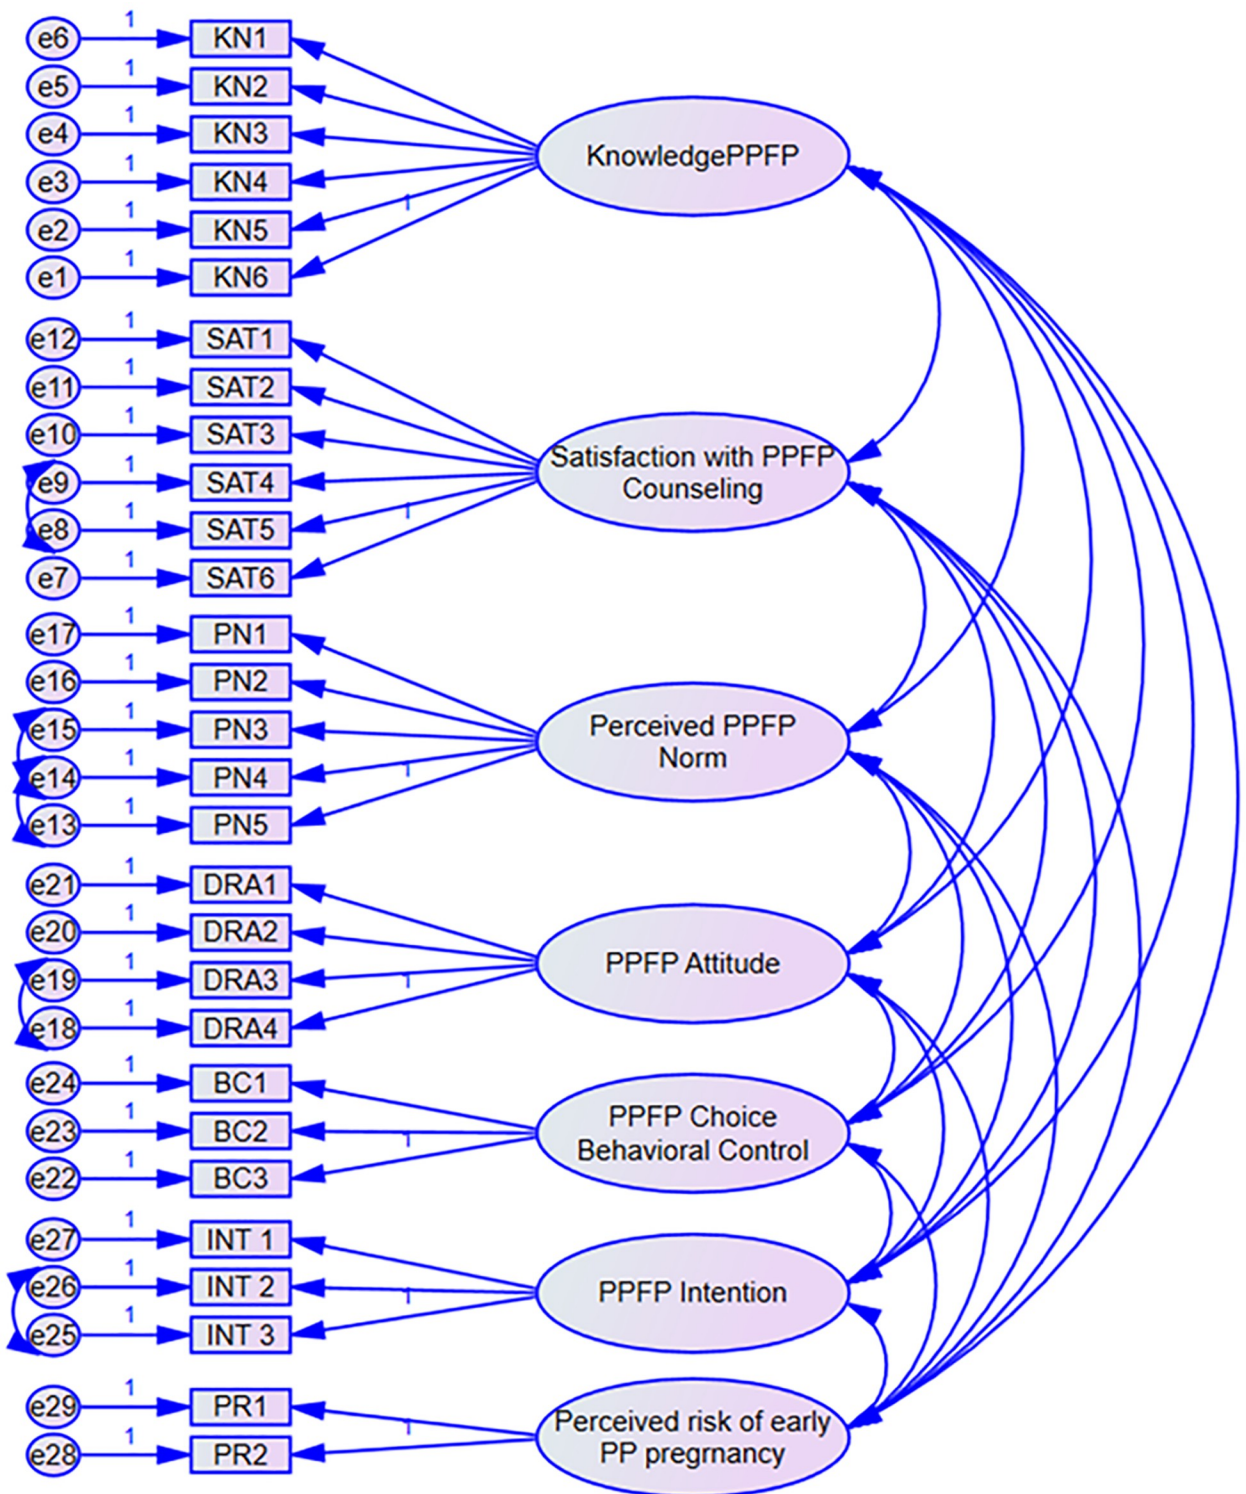 e6 1 KN1
e5 1 KN2
e4 1 KN3
e3 1 KN4
e2 1 KN5
e1 1 KN6
1
KnowledgePPFP
e12 1 SAT1
e11 1 SAT2
e10 1 SAT3
e9 1 SAT4
e8 1 SAT5
e7 1 SAT6
1
Satisfaction with PPFP
Counseling
e17 1 PN1
e16 1 PN2
e15 1 PN3
e14 1 PN4
e13 1 PN5
1
Perceived PPFP
Norm
e21 1 DRA1
e20 1 DRA2
e19 1 DRA3
e18 1 DRA4
1
PPFP Attitude
e24 1 BC1
e23 1 BC2
e22 1 BC3
1
PPFP Choice
Behavioral Control
e27 1 INT 1
e26 1 INT 2
e25 1 INT 3
1
PPFP Intention
e29 1 PR1
e28 1 PR2
1
Perceived risk of early
PP pregrnancy